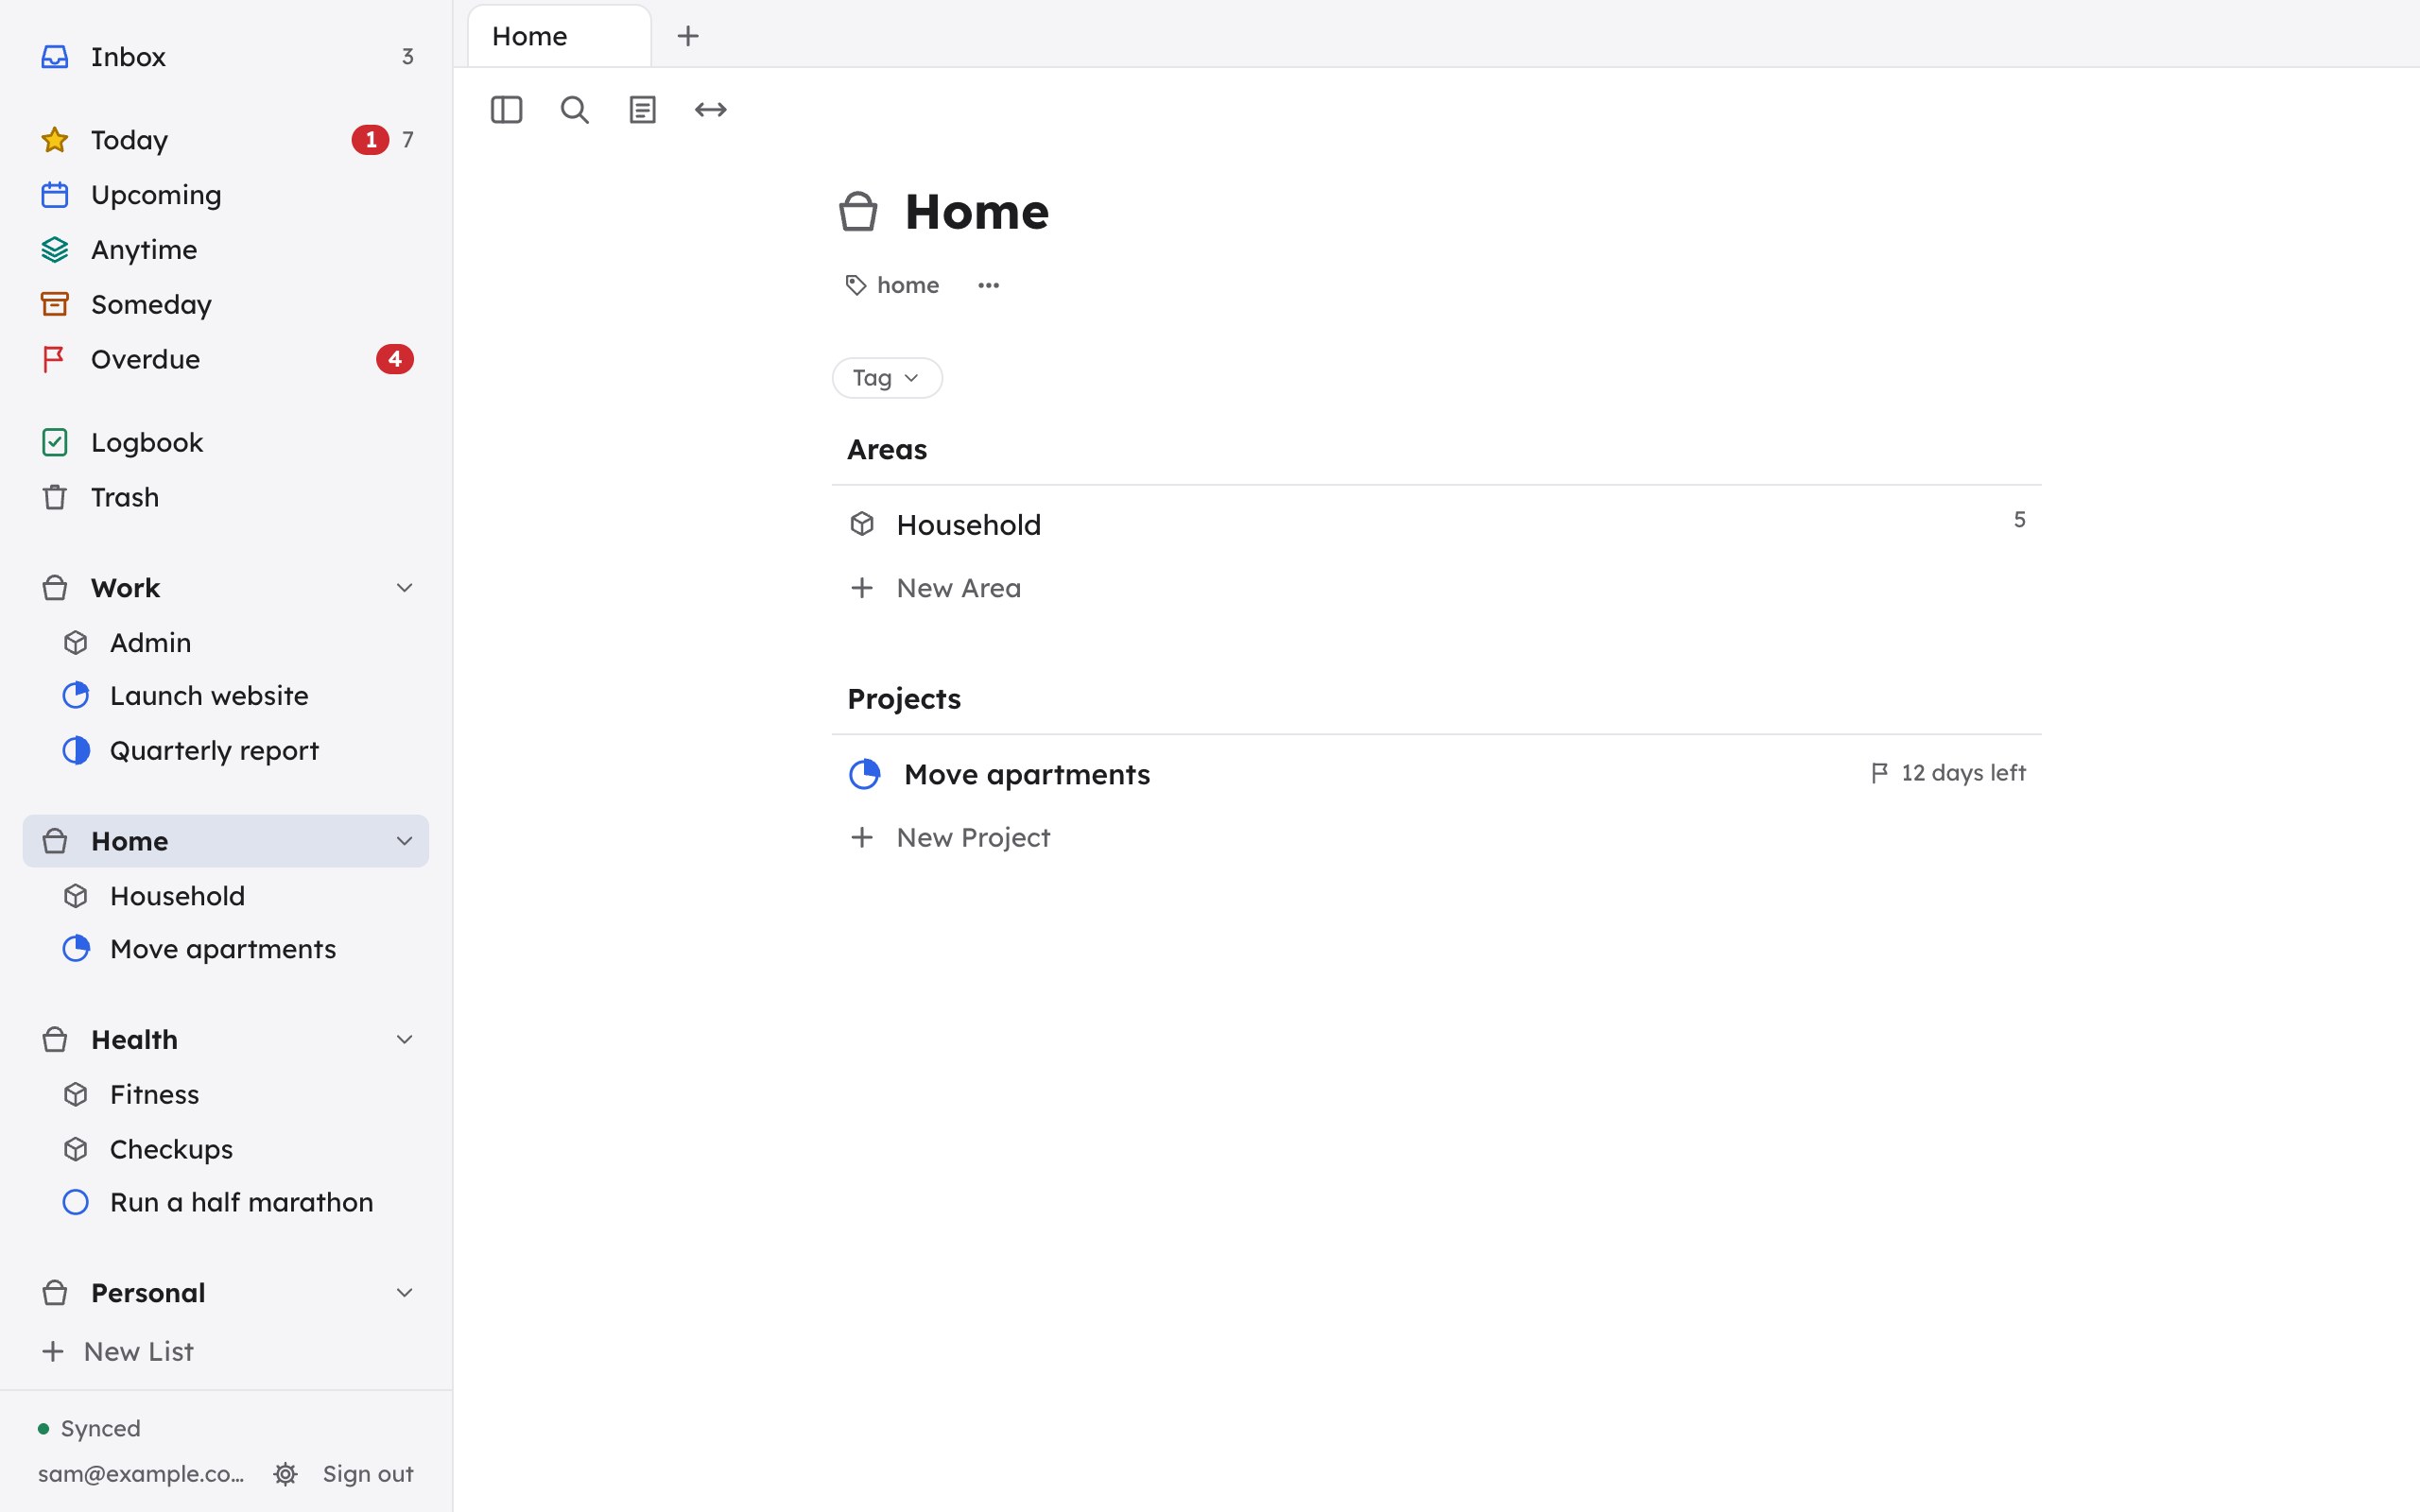 Inbox 3
Today 1 7
Upcoming
Anytime
Someday
Overdue 4
Logbook
Trash
Work
Admin
Launch website
Quarterly report
Home
Household
Move apartments
Health
Fitness
Checkups
Run a half marathon
Personal
New List
Synced
sam@example.co... Sign out
Home
Home
home
Tag
Areas
Household 5
New Area
Projects
Move apartments 12 days left
New Project